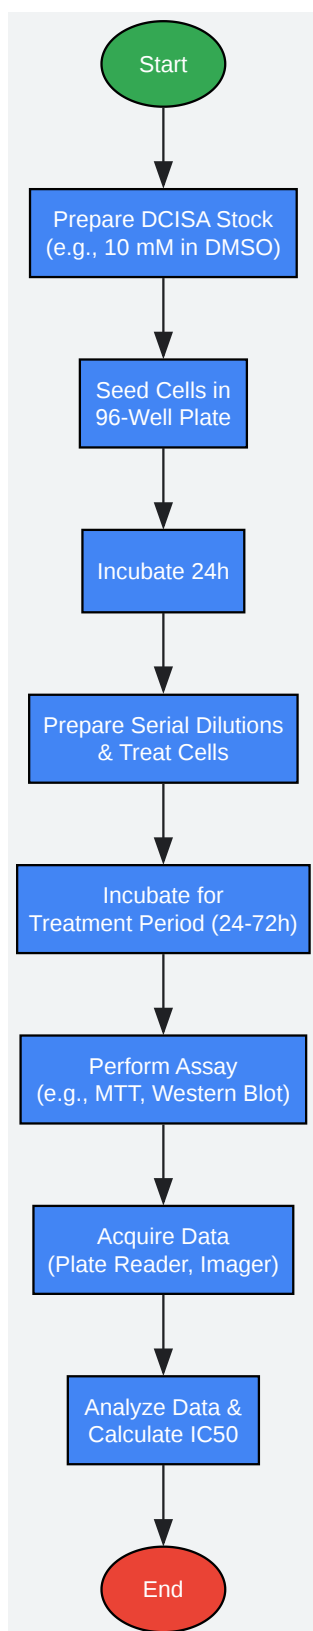 Start
Prepare DCISA Stock
(e.g., 10 mM in DMSO)
Seed Cells in
96-Well Plate
Incubate 24h
Prepare Serial Dilutions
& Treat Cells
Incubate for
Treatment Period (24-72h)
Perform Assay
(e.g., MTT, Western Blot)
Acquire Data
(Plate Reader, Imager)
Analyze Data &
Calculate IC50
End